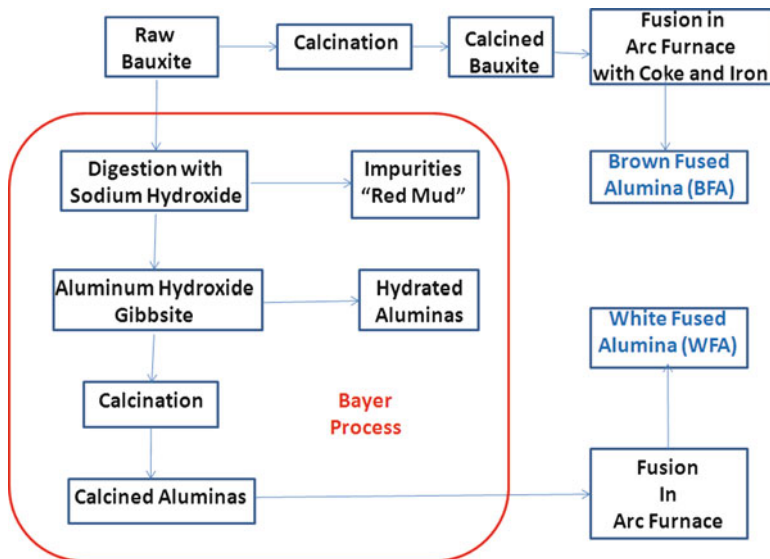 Raw
Bauxite
Calcination
Calcined
Bauxite
Fusion in
Arc Furnace
with Coke and Iron
Digestion with
Sodium Hydroxide
Impurities
“Red Mud”
Brown Fused
Alumina (BFA)
Aluminum Hydroxide
Gibbsite
Hydrated
Aluminas
White Fused
Alumina (WFA)
Calcination
Bayer
Process
Calcined Aluminas
Fusion
In
Arc Furnace